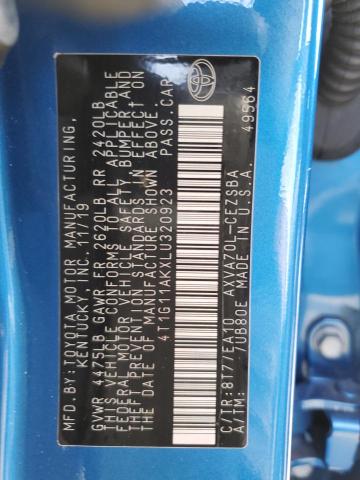 MFD.BY: TOYOTA MOTOR MANUFACTURING,
KENTUCKY, INC. 11/19
GVWR 4475LB GAWR FR 2620LB RR 2420LB
THIS VEHICLE CONFORMS TO ALL APPLICABLE
FEDERAL MOTOR VEHICLE SAFETY, BUMPER, AND
THEFT PREVENTION STANDARDS IN EFFECT ON
THE DATE OF MANUFACTURE SHOWN ABOVE.
4T1G11AKXLU320923 PASS.CAR
C/TR:8T7/EA10 AXVA70L-CEZSBA
A/TM: /UB80E MADE IN U.S.A.
49564